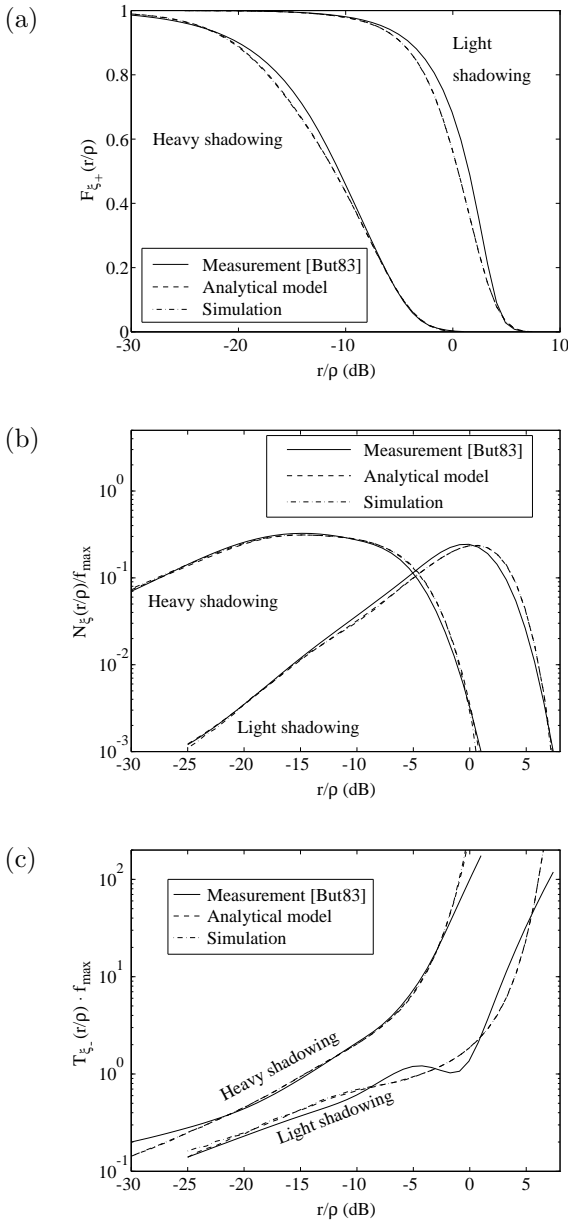 (a)
1
0.8
0.6
0.4
0.2
0
F_{ξ_+}(r/ρ)
Light
shadowing
Heavy shadowing
Measurement [But83]
Analytical model
Simulation
-30 -20 -10 0 10
r/ρ (dB)
(b)
10^0
10^{-1}
10^{-2}
10^{-3}
N_ξ(r/ρ)/f_max
Measurement [But83]
Analytical model
Simulation
Heavy shadowing
Light shadowing
-30 -25 -20 -15 -10 -5 0 5
r/ρ (dB)
(c)
10^2
10^1
10^0
10^{-1}
T_{ξ_-}(r/ρ) · f_max
Measurement [But83]
Analytical model
Simulation
Heavy shadowing
Light shadowing
-30 -25 -20 -15 -10 -5 0 5
r/ρ (dB)